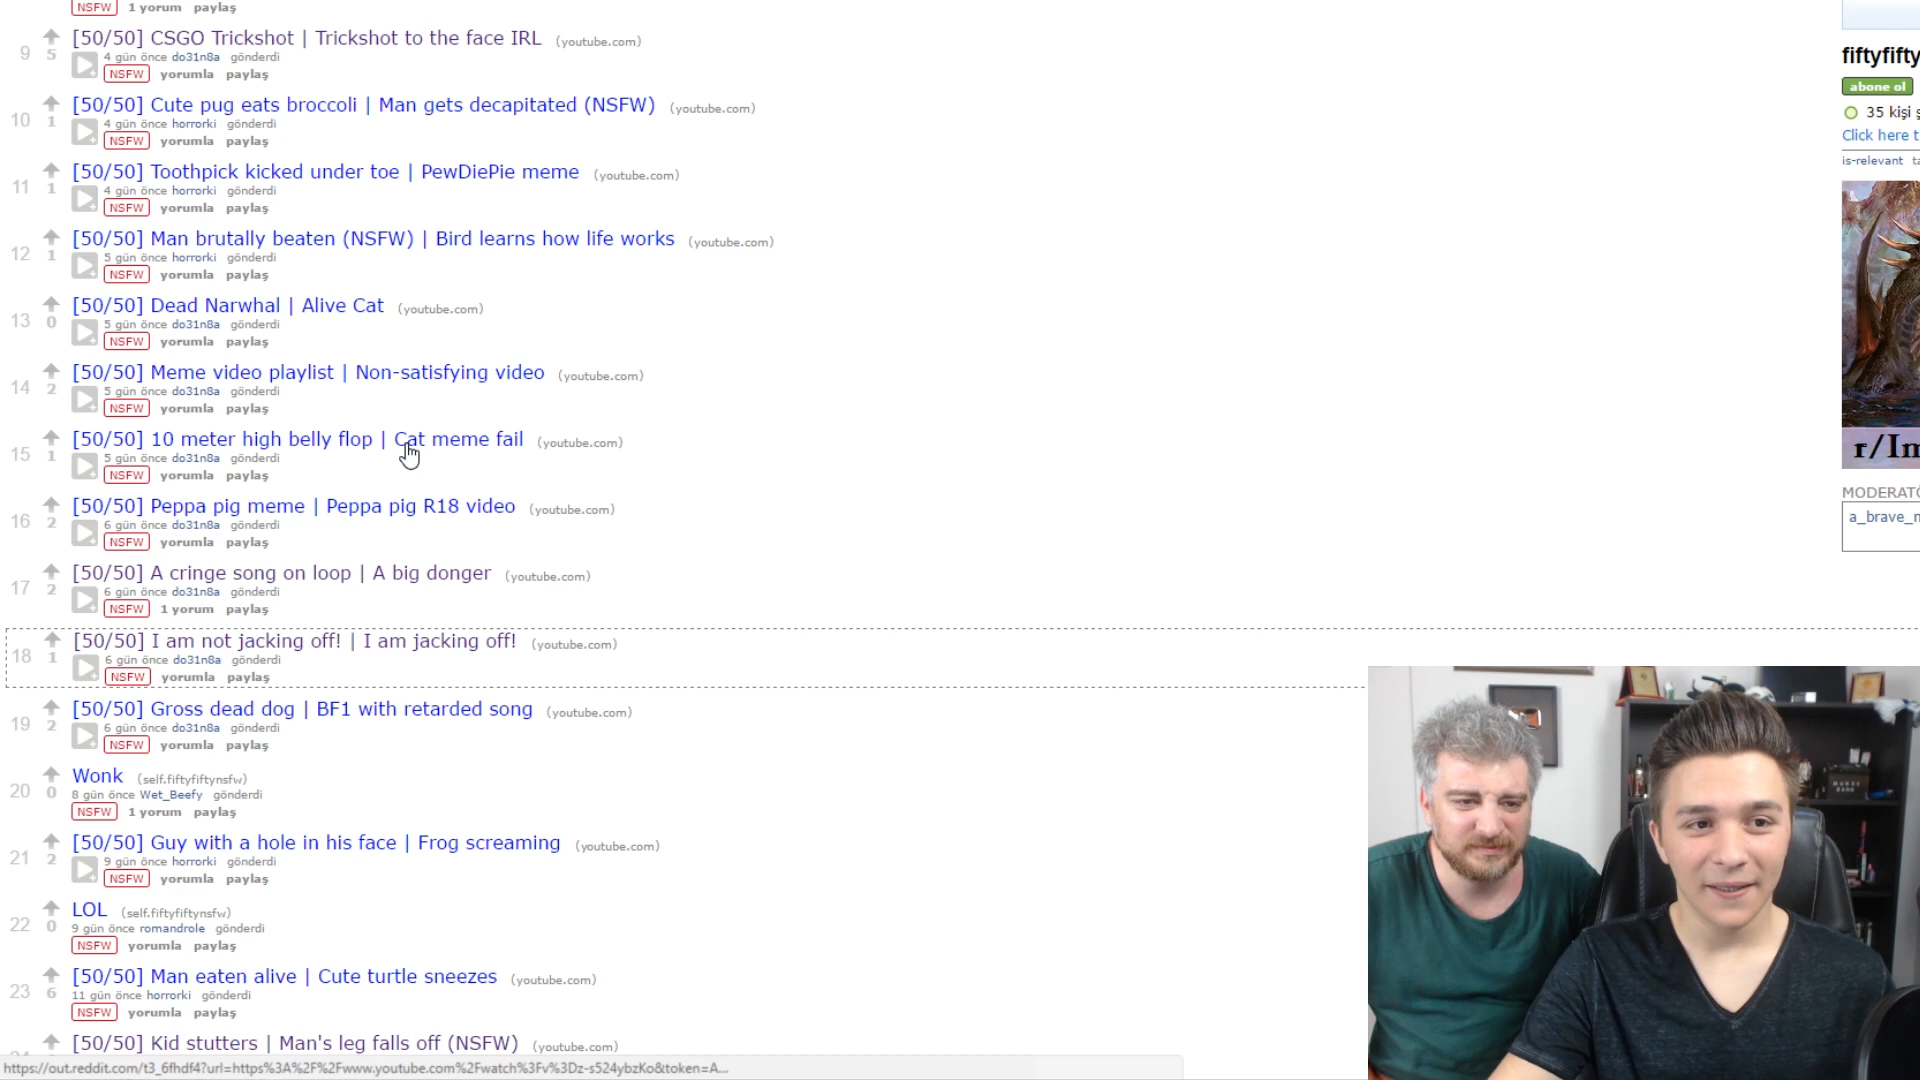 NSFW 1 yorum paylaş
9 5 [50/50] CSGO Trickshot | Trickshot to the face IRL (youtube.com)
4 gün önce do31n8a gönderdi
NSFW yorumla paylaş
10 1 [50/50] Cute pug eats broccoli | Man gets decapitated (NSFW) (youtube.com)
4 gün önce horrorki gönderdi
NSFW yorumla paylaş
11 1 [50/50] Toothpick kicked under toe | PewDiePie meme (youtube.com)
4 gün önce horrorki gönderdi
NSFW yorumla paylaş
12 1 [50/50] Man brutally beaten (NSFW) | Bird learns how life works (youtube.com)
5 gün önce horrorki gönderdi
NSFW yorumla paylaş
13 0 [50/50] Dead Narwhal | Alive Cat (youtube.com)
5 gün önce do31n8a gönderdi
NSFW yorumla paylaş
14 2 [50/50] Meme video playlist | Non-satisfying video (youtube.com)
5 gün önce do31n8a gönderdi
NSFW yorumla paylaş
15 1 [50/50] 10 meter high belly flop | Cat meme fail (youtube.com)
5 gün önce do31n8a gönderdi
NSFW yorumla paylaş
16 2 [50/50] Peppa pig meme | Peppa pig R18 video (youtube.com)
6 gün önce do31n8a gönderdi
NSFW yorumla paylaş
17 2 [50/50] A cringe song on loop | A big donger (youtube.com)
6 gün önce do31n8a gönderdi
NSFW 1 yorum paylaş
18 1 [50/50] I am not jacking off! | I am jacking off! (youtube.com)
6 gün önce do31n8a gönderdi
NSFW yorumla paylaş
19 2 [50/50] Gross dead dog | BF1 with retarded song (youtube.com)
6 gün önce do31n8a gönderdi
NSFW yorumla paylaş
20 0 Wonk (self.fiftyfiftynsfw)
8 gün önce Wet_Beefy gönderdi
NSFW 1 yorum paylaş
21 2 [50/50] Guy with a hole in his face | Frog screaming (youtube.com)
9 gün önce horrorki gönderdi
NSFW yorumla paylaş
22 0 LOL (self.fiftyfiftynsfw)
9 gün önce romandrole gönderdi
NSFW yorumla paylaş
23 6 [50/50] Man eaten alive | Cute turtle sneezes (youtube.com)
11 gün önce horrorki gönderdi
NSFW yorumla paylaş
[50/50] Kid stutters | Man's leg falls off (NSFW) (youtube.com)
https://out.reddit.com/t3_6fhdf4?url=https%3A%2F%2Fwww.youtube.com%2Fwatch%3Fv%3Dz-s524ybzKo&token=A...
fiftyfifty
abone ol
35 kişi ş
Click here t
is-relevant ta
r/Im
MODERATÖ
a_brave_n